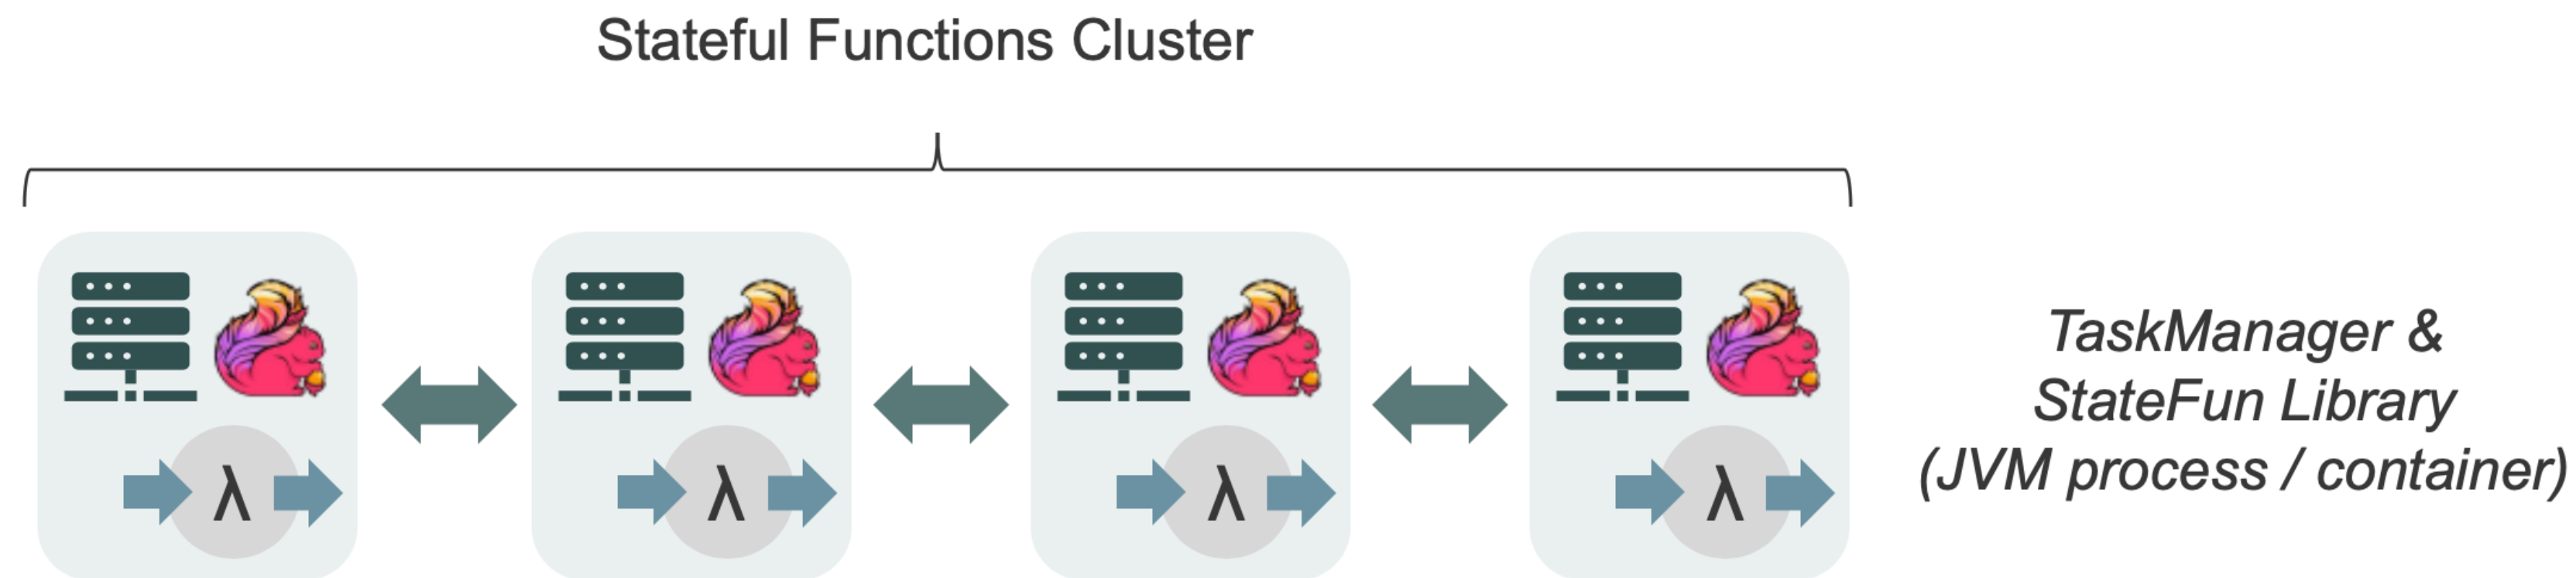 Stateful Functions Cluster
λ
λ
λ
λ
TaskManager &
StateFun Library
(JVM process / container)